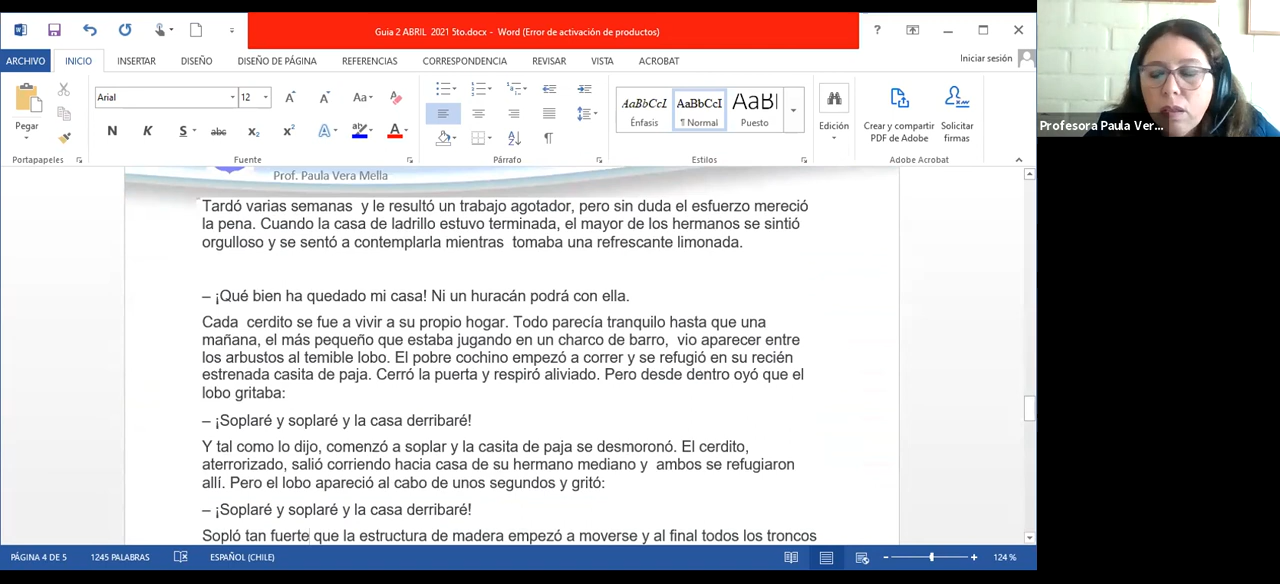 Guia 2 ABRIL 2021 5to.docx - Word (Error de activación de productos)
?
ARCHIVO INICIO INSERTAR DISEÑO DISEÑO DE PÁGINA REFERENCIAS CORRESPONDENCIA REVISAR VISTA ACROBAT Iniciar sesión
Arial 12 Aa
AaBbCcL AaBbCcI AaBl
Énfasis ¶ Normal Puesto
Pegar N K S abc X₂ X² A ab A
Edición Crear y compartir PDF de Adobe Solicitar firmas
Portapapeles Fuente Párrafo Estilos Adobe Acrobat
Profesora Paula Ver...
Prof. Paula Vera Mella
Tardó varias semanas y le resultó un trabajo agotador, pero sin duda el esfuerzo mereció
la pena. Cuando la casa de ladrillo estuvo terminada, el mayor de los hermanos se sintió
orgulloso y se sentó a contemplarla mientras tomaba una refrescante limonada.
– ¡Qué bien ha quedado mi casa! Ni un huracán podrá con ella.
Cada cerdito se fue a vivir a su propio hogar. Todo parecía tranquilo hasta que una
mañana, el más pequeño que estaba jugando en un charco de barro, vio aparecer entre
los arbustos al temible lobo. El pobre cochino empezó a correr y se refugió en su recién
estrenada casita de paja. Cerró la puerta y respiró aliviado. Pero desde dentro oyó que el
lobo gritaba:
– ¡Soplaré y soplaré y la casa derribaré!
Y tal como lo dijo, comenzó a soplar y la casita de paja se desmoronó. El cerdito,
aterrorizado, salió corriendo hacia casa de su hermano mediano y ambos se refugiaron
allí. Pero el lobo apareció al cabo de unos segundos y gritó:
– ¡Soplaré y soplaré y la casa derribaré!
Sopló tan fuerte que la estructura de madera empezó a moverse y al final todos los troncos
PÁGINA 4 DE 5 1245 PALABRAS ESPAÑOL (CHILE) 124 %